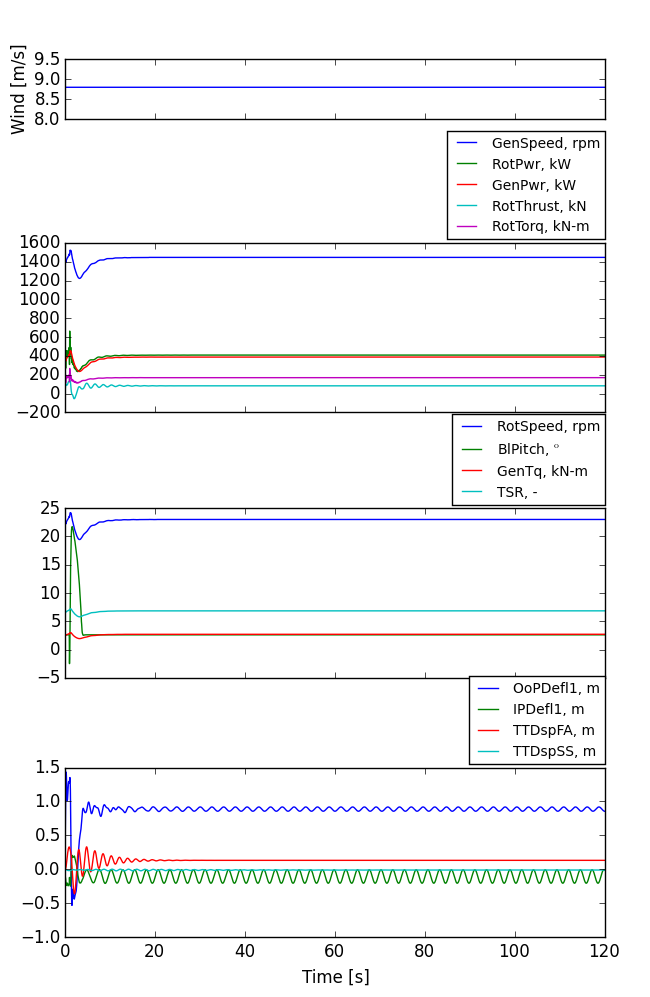 Wind [m/s]
9.5
9.0
8.5
8.0
GenSpeed, rpm
RotPwr, kW
GenPwr, kW
RotThrust, kN
RotTorq, kN-m
1600
1400
1200
1000
800
600
400
200
0
−200
RotSpeed, rpm
BlPitch, °
GenTq, kN-m
TSR, -
25
20
15
10
5
0
−5
OoPDefl1, m
IPDefl1, m
TTDspFA, m
TTDspSS, m
1.5
1.0
0.5
0.0
−0.5
−1.0
0 20 40 60 80 100 120
Time [s]